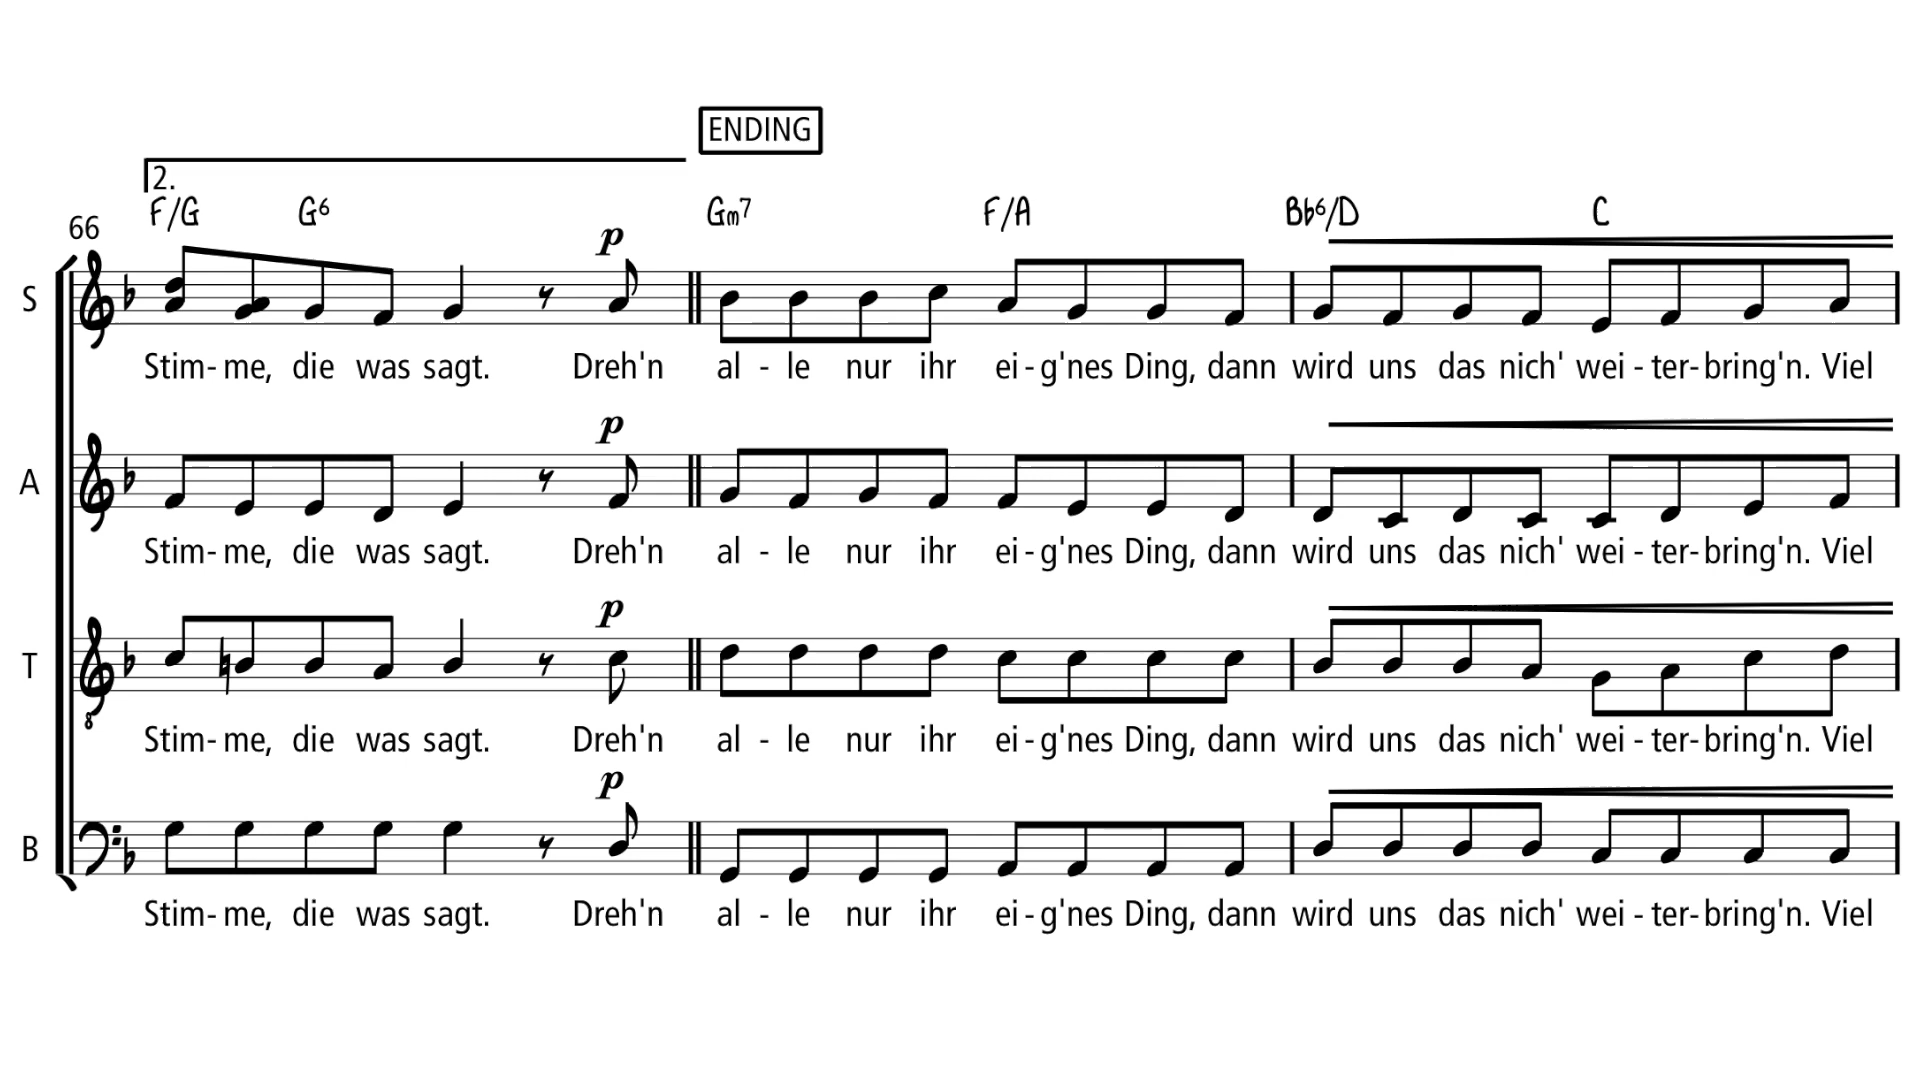 ENDING
2.
F/G G6 Gm7 F/A Bb6/D C
66
p
S
Stim- me, die was sagt. Dreh'n al - le nur ihr ei - g'nes Ding, dann wird uns das nich' wei - ter- bring'n. Viel
p
A
Stim- me, die was sagt. Dreh'n al - le nur ihr ei - g'nes Ding, dann wird uns das nich' wei - ter- bring'n. Viel
p
T
8
Stim- me, die was sagt. Dreh'n al - le nur ihr ei - g'nes Ding, dann wird uns das nich' wei - ter- bring'n. Viel
p
B
Stim- me, die was sagt. Dreh'n al - le nur ihr ei - g'nes Ding, dann wird uns das nich' wei - ter- bring'n. Viel